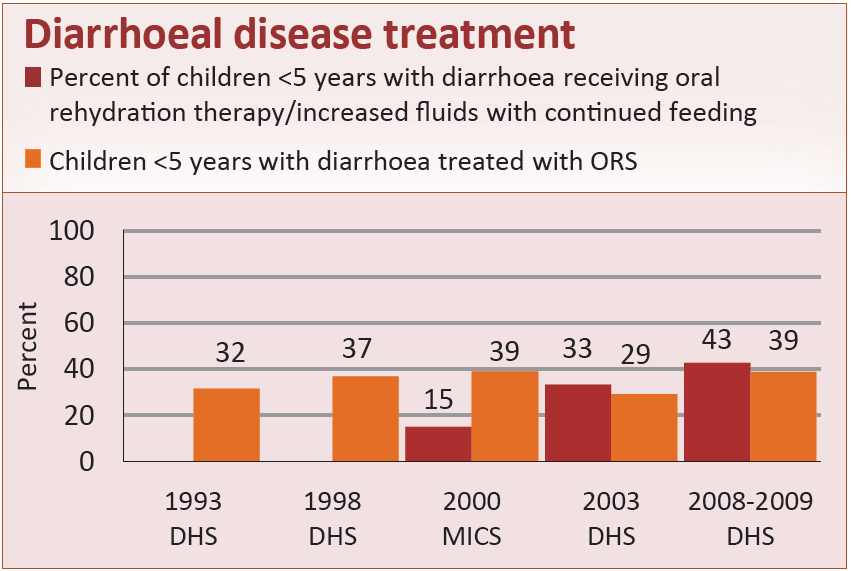 Diarrhoeal disease treatment
Percent of children <5 years with diarrhoea receiving oral
rehydration therapy/increased fluids with continued feeding
Children <5 years with diarrhoea treated with ORS
Percent
100
80
60
40
20
0
32
37
15
39
33
29
43
39
1993
DHS
1998
DHS
2000
MICS
2003
DHS
2008-2009
DHS